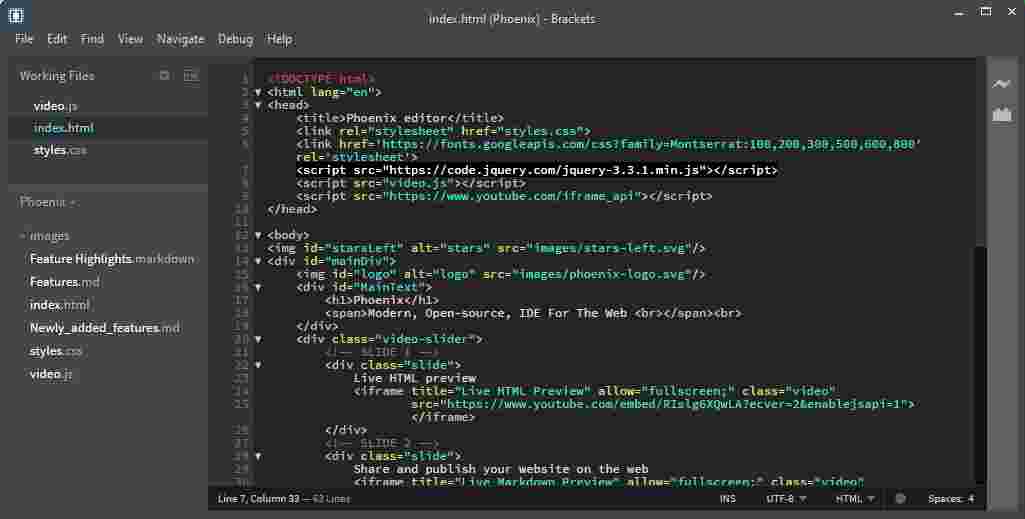 index.html (Phoenix) - Brackets
File Edit Find View Navigate Debug Help
Working Files
video.js
index.html
styles.css
Phoenix
images
Feature Highlights.markdown
Features.md
index.html
Newly_added_features.md
styles.css
video.js
1 <!DOCTYPE html>
2 <html lang="en">
3 <head>
4 <title>Phoenix editor</title>
5 <link rel="stylesheet" href="styles.css">
6 <link href='https://fonts.googleapis.com/css?family=Montserrat:100,200,300,500,600,800'
rel='stylesheet'>
7 <script src="https://code.jquery.com/jquery-3.3.1.min.js"></script>
8 <script src="video.js"></script>
9 <script src="https://www.youtube.com/iframe_api"></script>
10 </head>
11
12 <body>
13 <img id="starsLeft" alt="stars" src="images/stars-left.svg"/>
14 <div id="mainDiv">
15 <img id="logo" alt="logo" src="images/phoenix-logo.svg"/>
16 <div id="MainText">
17 <h1>Phoenix</h1>
18 <span>Modern, Open-source, IDE For The Web <br></span><br>
19 </div>
20 <div class="video-slider">
21 <!-- SLIDE 1 -->
22 <div class="slide">
23 Live HTML preview
24 <iframe title="Live HTML Preview" allow="fullscreen;" class="video"
25 src="https://www.youtube.com/embed/RIslg6XQwLA?ecver=2&enablejsapi=1">
</iframe>
26 </div>
27 <!-- SLIDE 2 -->
28 <div class="slide">
29 Share and publish your website on the web
30 <iframe title="Live Markdown Preview" allow="fullscreen;" class="video"
Line 7, Column 33 — 63 Lines INS UTF-8 HTML Spaces: 4